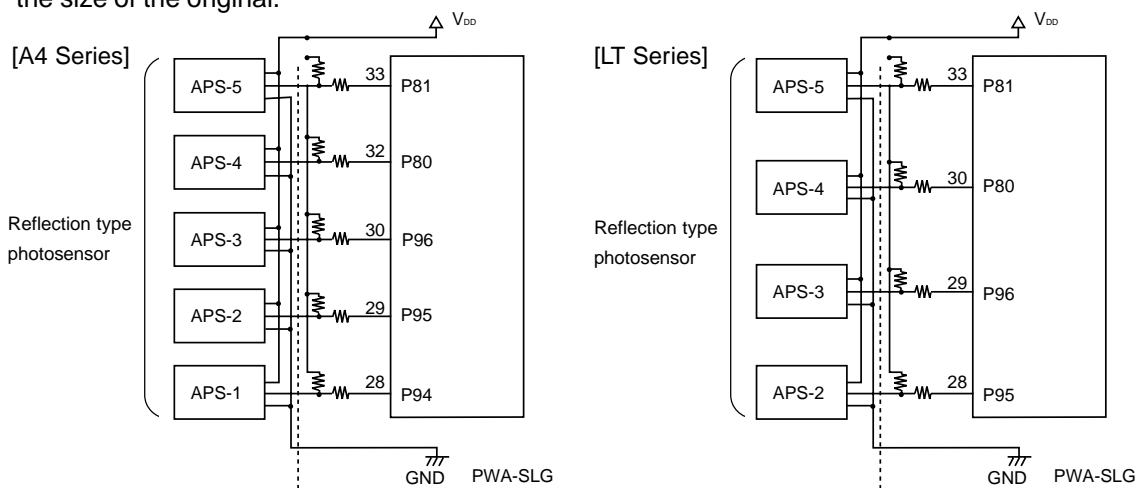 the size of the original.
[A4 Series]
VDD
APS-5
33
P81
APS-4
32
P80
Reflection type
photosensor
APS-3
30
P96
APS-2
29
P95
APS-1
28
P94
GND
PWA-SLG
[LT Series]
VDD
APS-5
33
P81
APS-4
30
P80
Reflection type
photosensor
APS-3
29
P96
APS-2
28
P95
GND
PWA-SLG